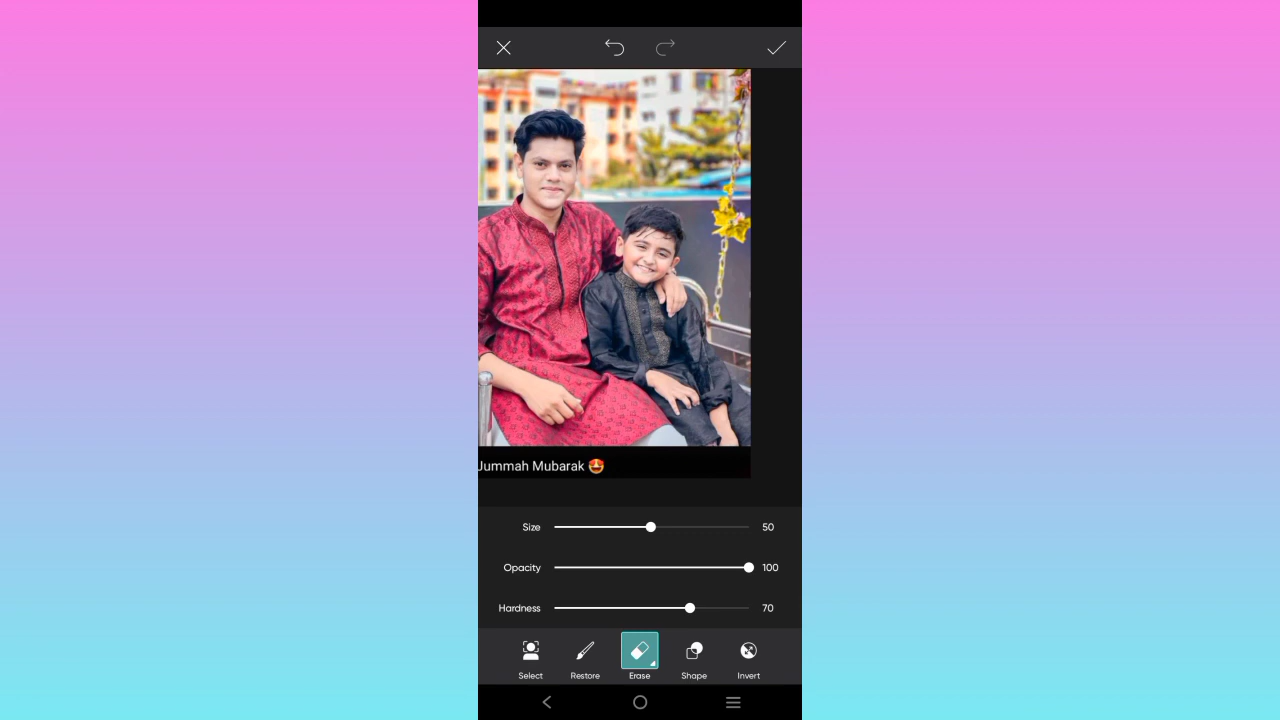 Jummah Mubarak 🤩
Size 50
Opacity 100
Hardness 70
Select Restore Erase Shape Invert